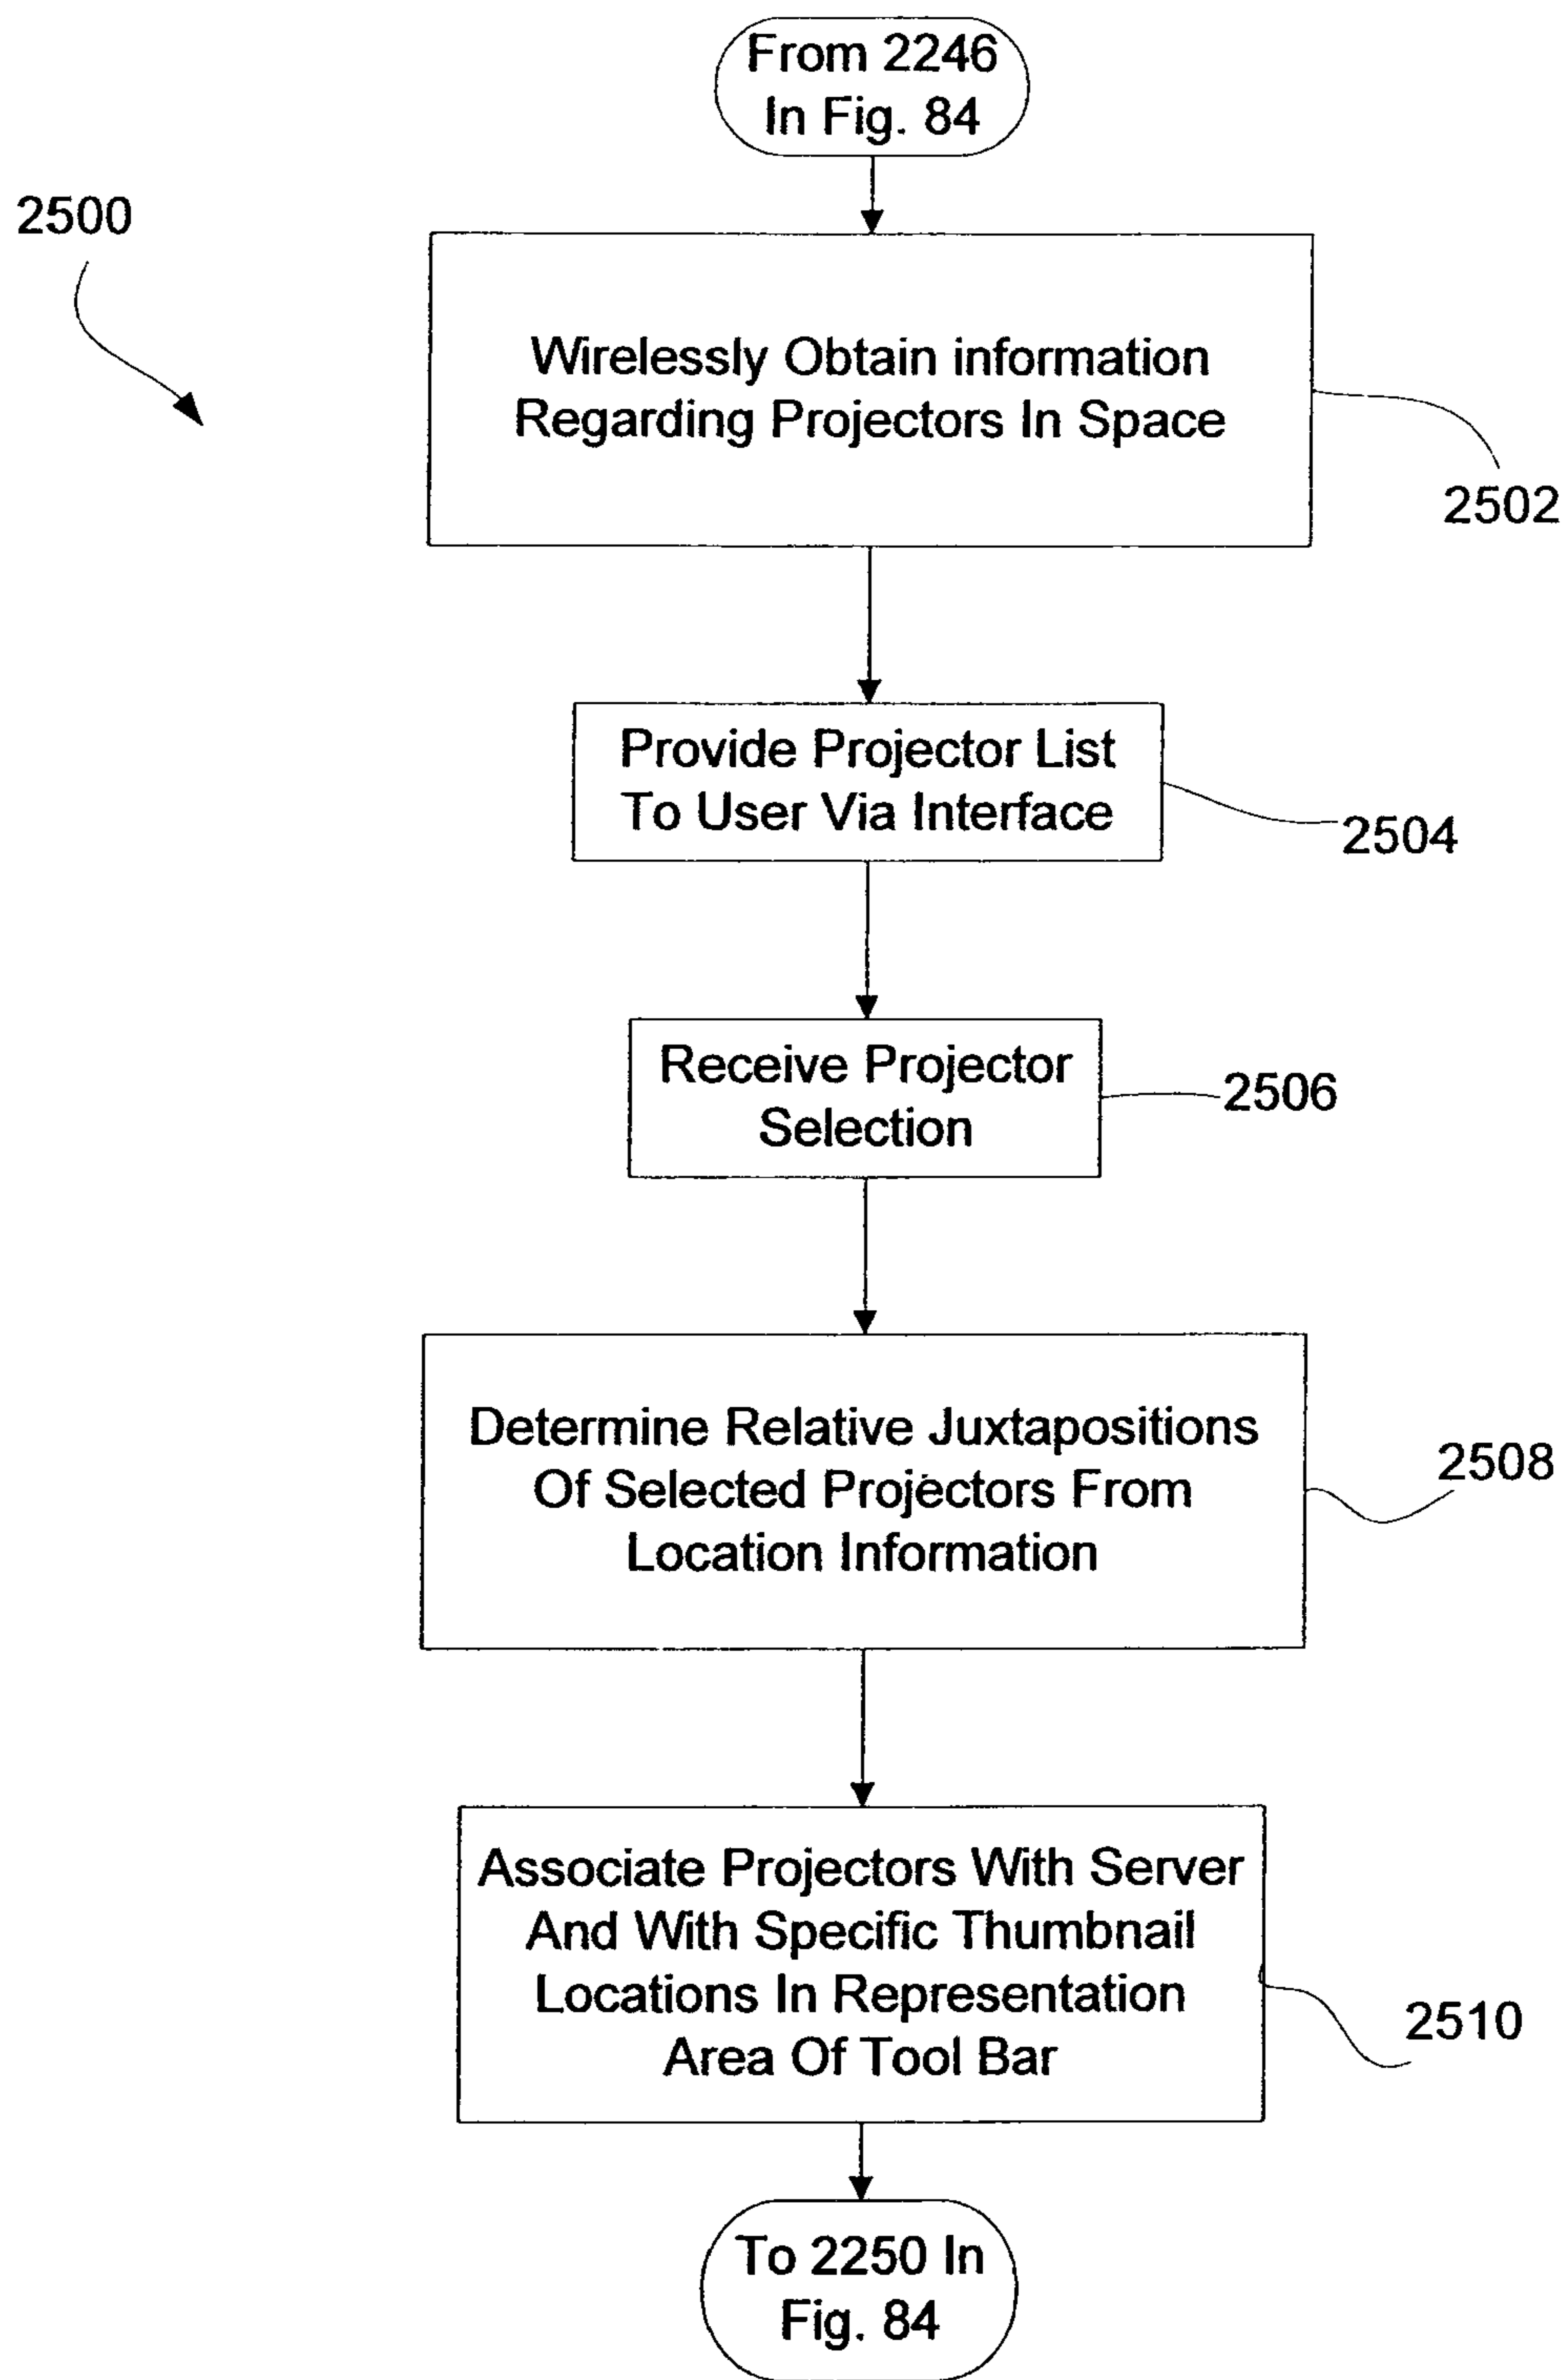 From 2246
In Fig. 84
2500
Wirelessly Obtain information
Regarding Projectors In Space
2502
Provide Projector List
To User Via Interface
2504
Receive Projector
Selection
2506
Determine Relative Juxtapositions
Of Selected Projectors From
Location Information
2508
Associate Projectors With Server
And With Specific Thumbnail
Locations In Representation
Area Of Tool Bar
2510
To 2250 In
Fig. 84